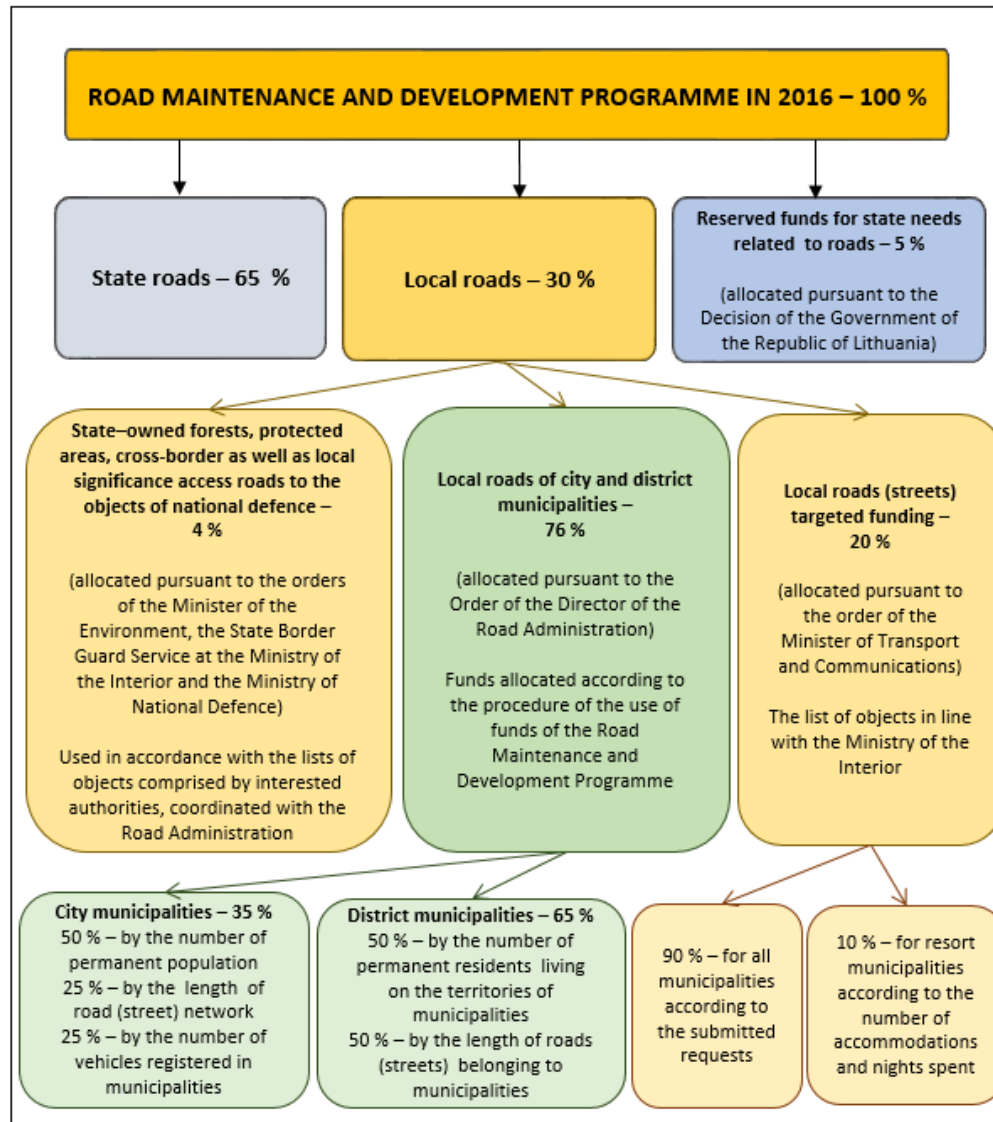 ROAD MAINTENANCE AND DEVELOPMENT PROGRAMME IN 2016 – 100 %
State roads – 65 %
Local roads – 30 %
Reserved funds for state needs
related to roads – 5 %
(allocated pursuant to the
Decision of the Government of
the Republic of Lithuania)
State–owned forests, protected
areas, cross-border as well as local
significance access roads to the
objects of national defence –
4 %
(allocated pursuant to the orders
of the Minister of the
Environment, the State Border
Guard Service at the Ministry of
the Interior and the Ministry of
National Defence)
Used in accordance with the lists of
objects comprised by interested
authorities, coordinated with the
Road Administration
Local roads of city and district
municipalities –
76 %
(allocated pursuant to the
Order of the Director of the
Road Administration)
Funds allocated according to
the procedure of the use of
funds of the Road
Maintenance and
Development Programme
Local roads (streets)
targeted funding –
20 %
(allocated pursuant to
the order of the
Minister of Transport
and Communications)
The list of objects in line
with the Ministry of the
Interior
City municipalities – 35 %
50 % – by the number of
permanent population
25 % – by the length of
road (street) network
25 % – by the number of
vehicles registered in
municipalities
District municipalities – 65 %
50 % – by the number of
permanent residents living
on the territories of
municipalities
50 % – by the length of roads
(streets) belonging to
municipalities
90 % – for all
municipalities
according to
the submitted
requests
10 % – for resort
municipalities
according to the
number of
accommodations
and nights spent